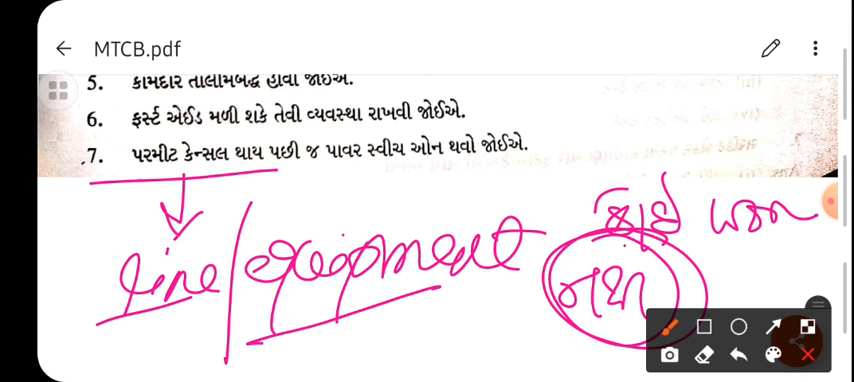 MTCB.pdf
5. કામદાર તાલીમબદ્ધ હોવો જોઈએ.
6. ફર્સ્ટ એઈડ મળી શકે તેવી વ્યવસ્થા રાખવી જોઈએ.
7. પરમીટ કેન્સલ થાય પછી જ પાવર સ્વીચ ઓન થવો જોઈએ.
line/equipment
નથી